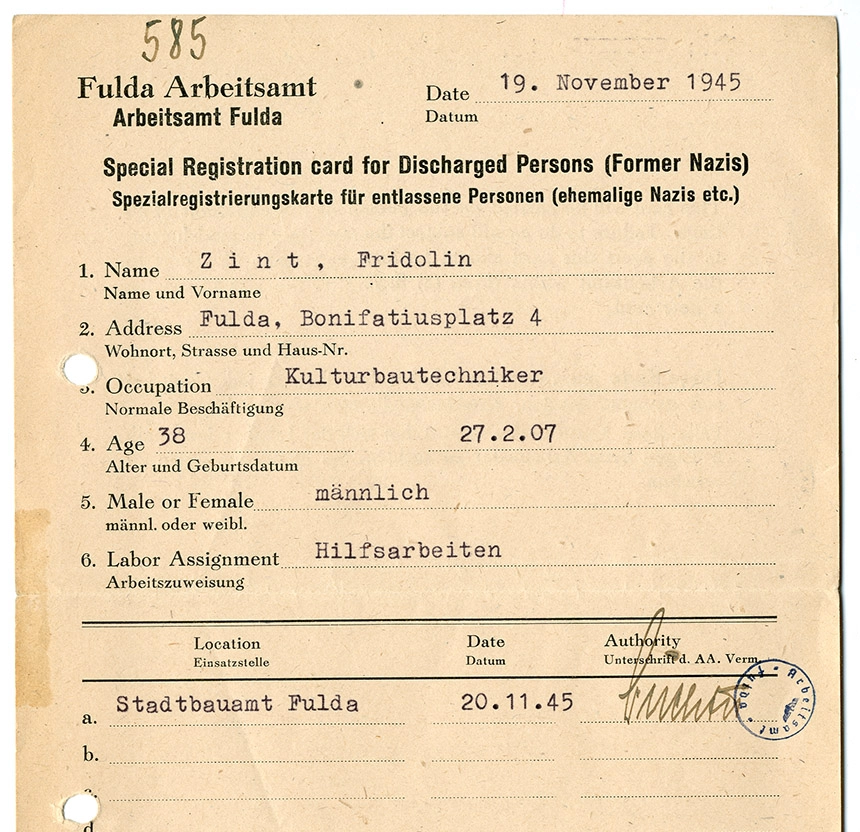 585
Fulda Arbeitsamt
Arbeitsamt Fulda
Date 19. November 1945
Datum
Special Registration card for Discharged Persons (Former Nazis)
Spezialregistrierungskarte für entlassene Personen (ehemalige Nazis etc.)
1. Name Zint, Fridolin
Name und Vorname
2. Address Fulda, Bonifatiusplatz 4
Wohnort, Strasse und Haus-Nr.
3. Occupation Kulturbautechniker
Normale Beschäftigung
4. Age 38 27.2.07
Alter und Geburtsdatum
5. Male or Female männlich
männl. oder weibl.
6. Labor Assignment Hilfsarbeiten
Arbeitszuweisung
Location Date Authority
Einsatzstelle Datum Unterschrift d. AA. Verm.
a. Stadtbauamt Fulda 20.11.45
Arbeitsamt Fulda
b.
c.
d.